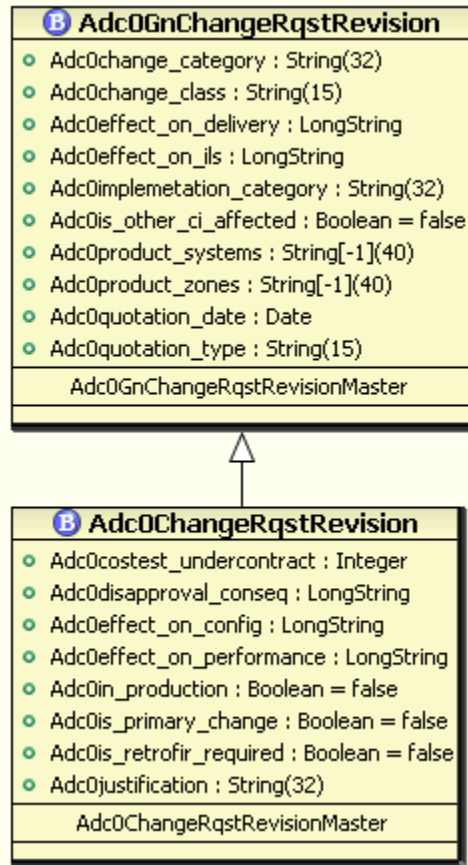 B Adc0GnChangeRqstRevision
Adc0change_category : String(32)
Adc0change_class : String(15)
Adc0effect_on_delivery : LongString
Adc0effect_on_ils : LongString
Adc0implemetation_category : String(32)
Adc0is_other_ci_affected : Boolean = false
Adc0product_systems : String[-1](40)
Adc0product_zones : String[-1](40)
Adc0quotation_date : Date
Adc0quotation_type : String(15)
Adc0GnChangeRqstRevisionMaster
B Adc0ChangeRqstRevision
Adc0costest_undercontract : Integer
Adc0disapproval_conseq : LongString
Adc0effect_on_config : LongString
Adc0effect_on_performance : LongString
Adc0in_production : Boolean = false
Adc0is_primary_change : Boolean = false
Adc0is_retrofir_required : Boolean = false
Adc0justification : String(32)
Adc0ChangeRqstRevisionMaster